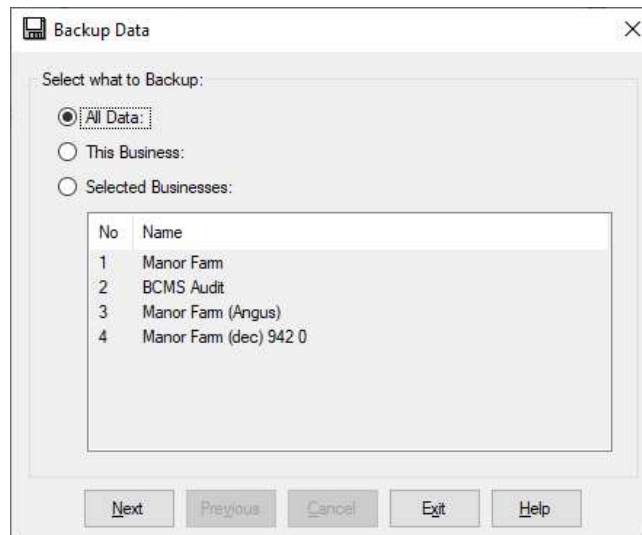 Backup Data
Select what to Backup:
All Data:
This Business:
Selected Businesses:
No Name
1 Manor Farm
2 BCMS Audit
3 Manor Farm (Angus)
4 Manor Farm (dec) 942 0
Next Previous Cancel Exit Help